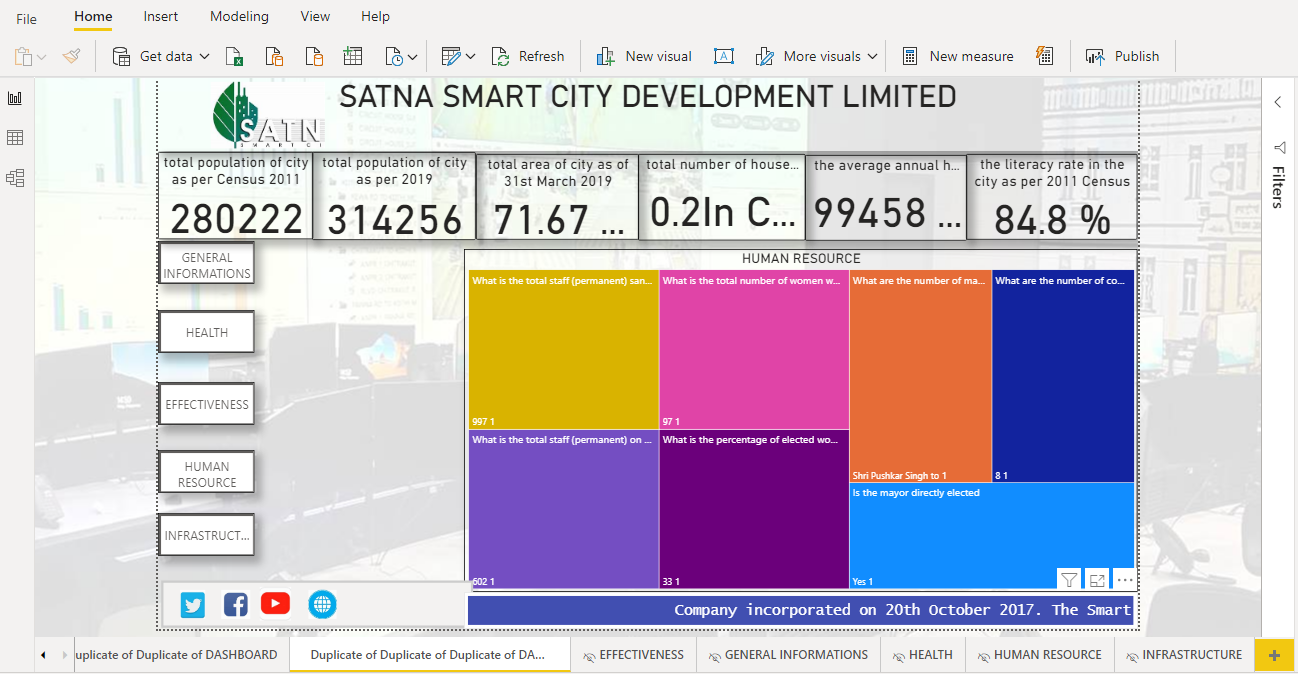 File Home Insert Modeling View Help
Get data Refresh New visual More visuals New measure Publish
SATNA SMART CITY DEVELOPMENT LIMITED
SATN
total population of city
as per Census 2011
280222
total population of city
as per 2019
314256
total area of city as of
31st March 2019
71.67 ...
total number of house...
0.2In C...
the average annual h...
99458 ...
the literacy rate in the
city as per 2011 Census
84.8 %
Filters
GENERAL
INFORMATIONS
HEALTH
EFFECTIVENESS
HUMAN
RESOURCE
INFRASTRUCT...
HUMAN RESOURCE
What is the total staff (permanent) san...
997 1
What is the total number of women w...
97 1
What are the number of ma...
Shri Pushkar Singh to 1
What are the number of co...
8 1
What is the total staff (permanent) on ...
602 1
What is the percentage of elected wo...
33 1
Is the mayor directly elected
Yes 1
Company incorporated on 20th October 2017. The Smart
uplicate of Duplicate of DASHBOARD Duplicate of Duplicate of Duplicate of DA... EFFECTIVENESS GENERAL INFORMATIONS HEALTH HUMAN RESOURCE INFRASTRUCTURE